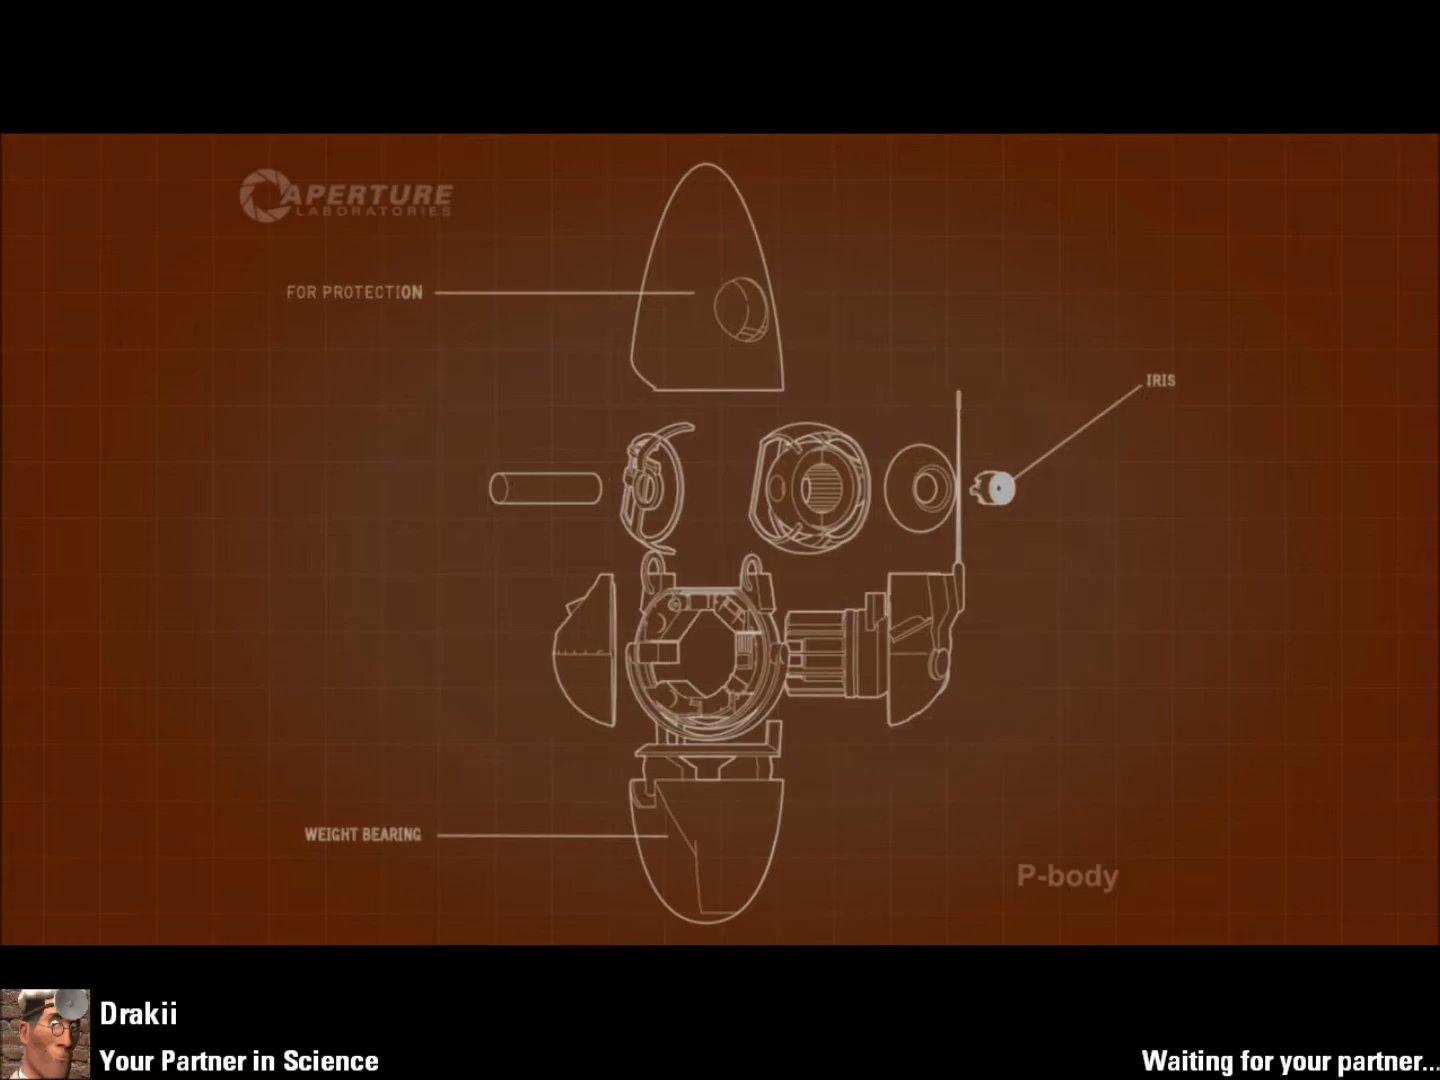 APERTURE
LABORATORIES
FOR PROTECTION
IRIS
WEIGHT BEARING
P-body
Drakii
Your Partner in Science
Waiting for your partner...